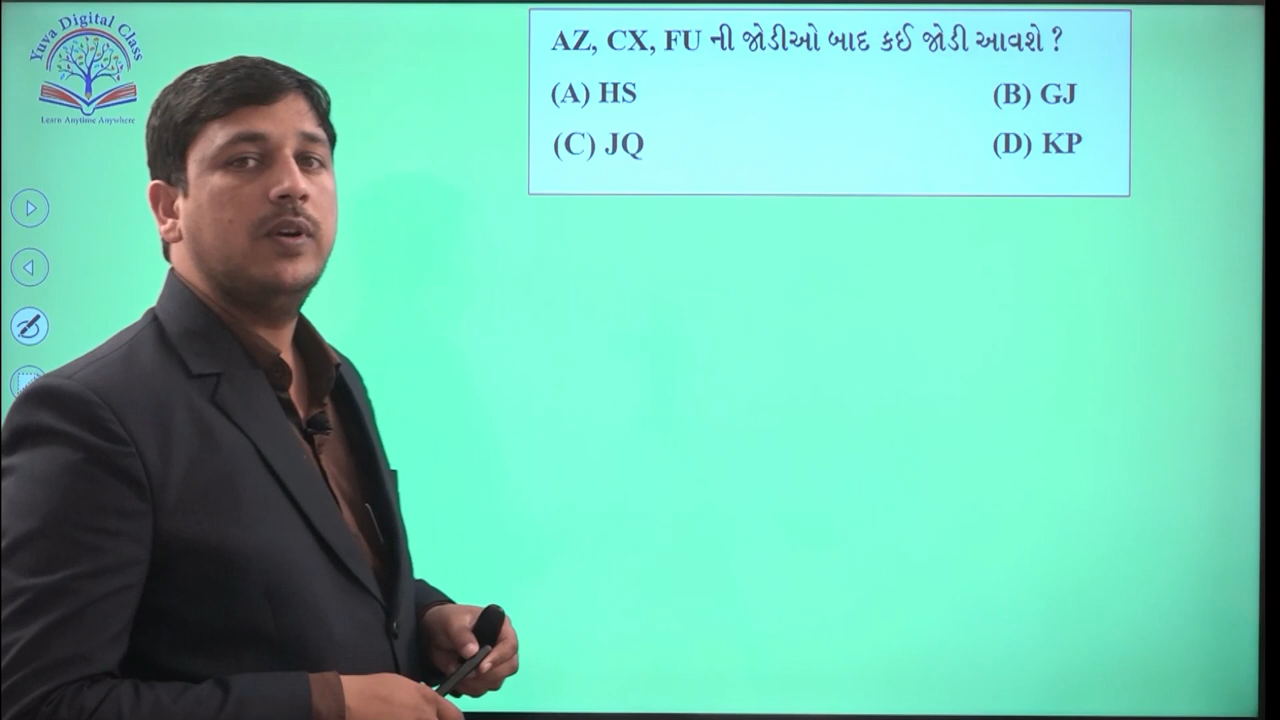 Yuva Digital Class
Learn Anytime Anywhere
AZ, CX, FU ની જોડીઓ બાદ કઈ જોડી આવશે ?
(A) HS (B) GJ
(C) JQ (D) KP